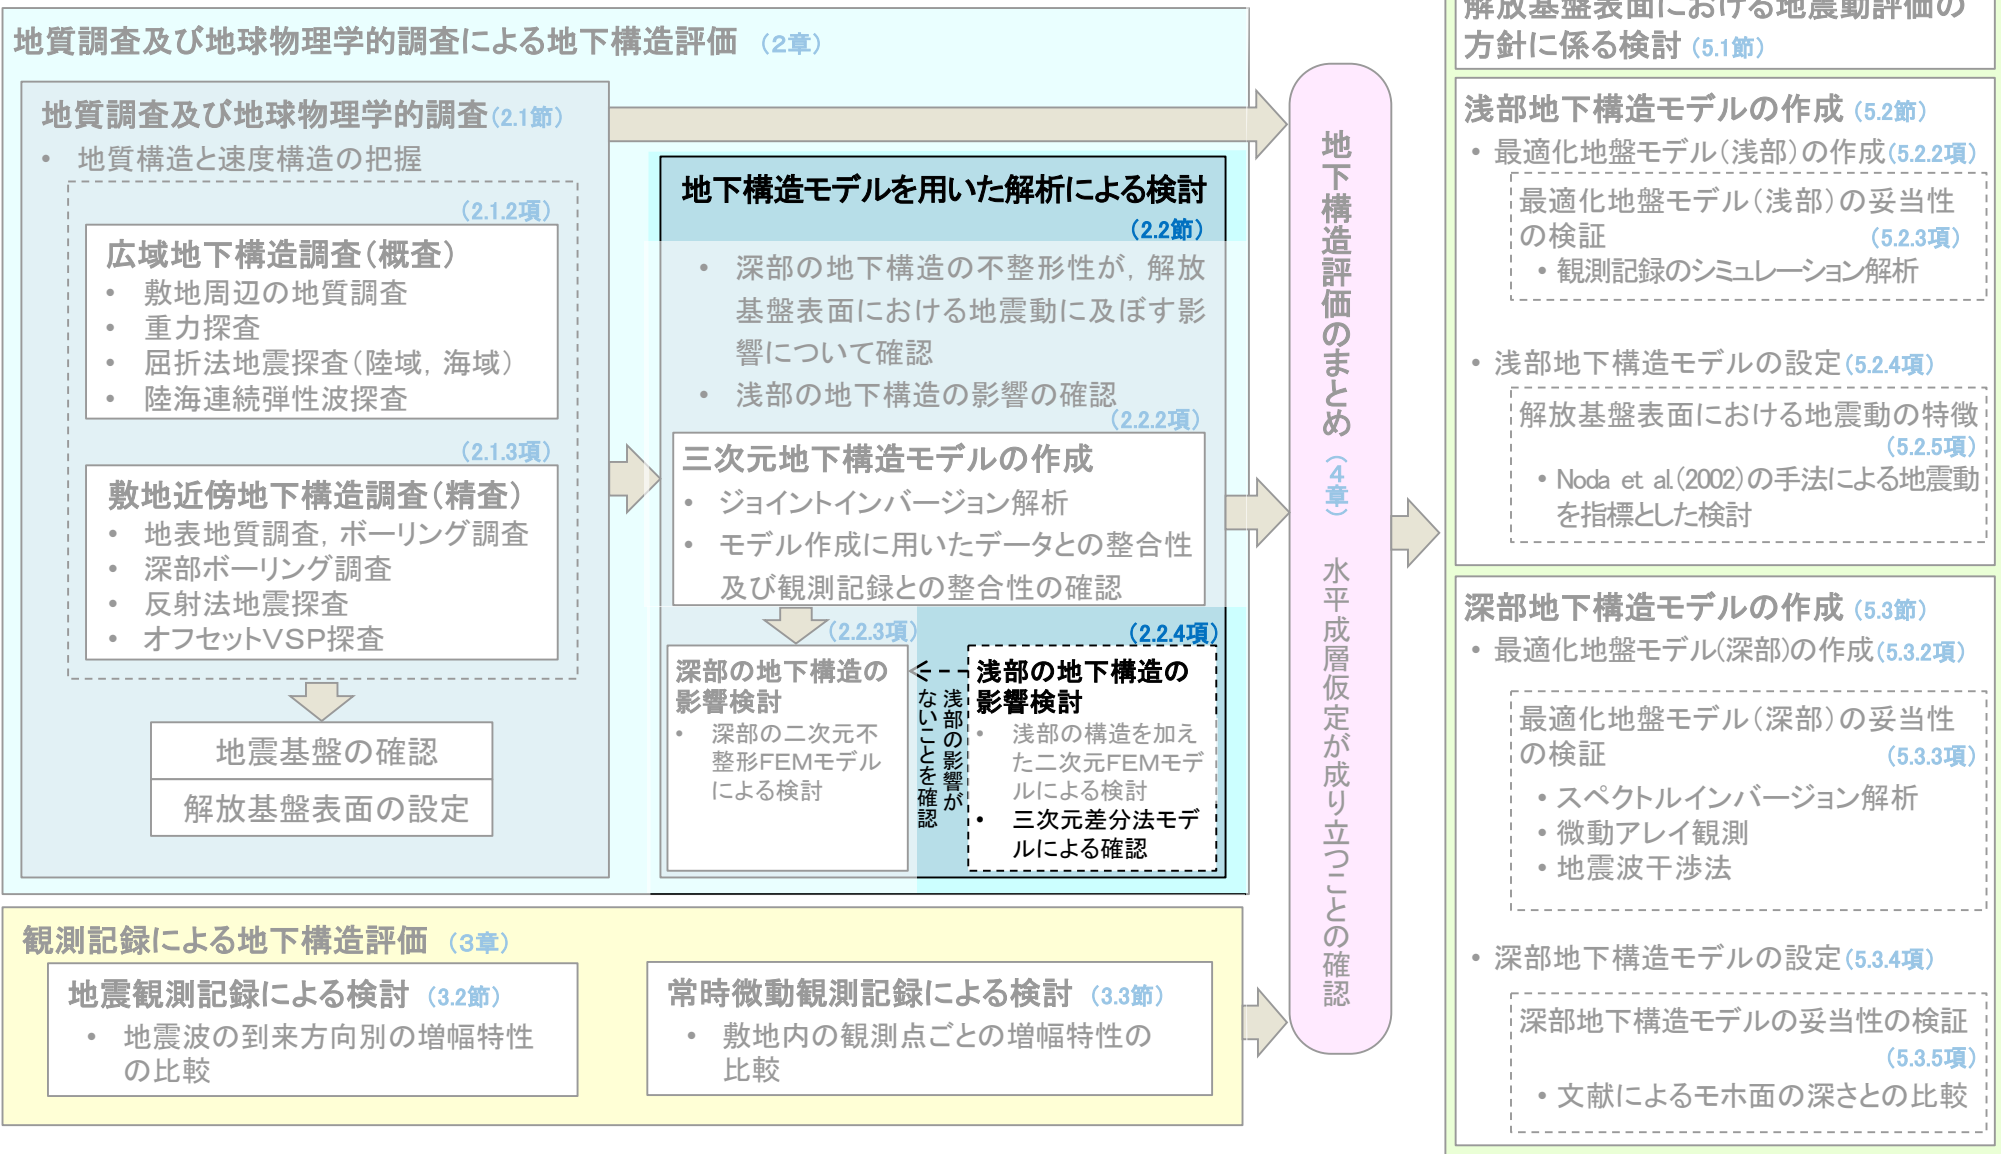 地質調査及び地球物理学的調査による地下構造評価 （2章）
地質調査及び地球物理学的調査(2.1節)
• 地質構造と速度構造の把握
(2.1.2項)
広域地下構造調査(概査)
• 敷地周辺の地質調査
• 重力探査
• 屈折法地震探査(陸域, 海域)
• 陸海連続弾性波探査
(2.1.3項)
敷地近傍地下構造調査(精査)
• 地表地質調査, ボーリング調査
• 深部ボーリング調査
• 反射法地震探査
• オフセットVSP探査
地震基盤の確認
解放基盤表面の設定
地下構造モデルを用いた解析による検討
(2.2節)
• 深部の地下構造の不整形性が, 解放
基盤表面における地震動に及ぼす影
響について確認
• 浅部の地下構造の影響の確認
(2.2.2項)
三次元地下構造モデルの作成
• ジョイントインバージョン解析
• モデル作成に用いたデータとの整合性
及び観測記録との整合性の確認
(2.2.3項)
深部の地下構造の
影響検討
• 深部の二次元不
整形FEMモデル
による検討
浅部の影響が
ないことを確認
(2.2.4項)
浅部の地下構造の
影響検討
• 浅部の構造を加え
た二次元FEMモデ
ルによる検討
• 三次元差分法モデ
ルによる確認
観測記録による地下構造評価 （3章）
地震観測記録による検討 (3.2節)
• 地震波の到来方向別の増幅特性
の比較
常時微動観測記録による検討 (3.3節)
• 敷地内の観測点ごとの増幅特性の
比較
地下構造評価のまとめ（4章） 水平成層仮定が成り立つことの確認
解放基盤表面における地震動評価の
方針に係る検討 (5.1節)
浅部地下構造モデルの作成 (5.2節)
• 最適化地盤モデル(浅部)の作成(5.2.2項)
最適化地盤モデル(浅部)の妥当性
の検証 (5.2.3項)
• 観測記録のシミュレーション解析
• 浅部地下構造モデルの設定(5.2.4項)
解放基盤表面における地震動の特徴
(5.2.5項)
• Noda et al.(2002)の手法による地震動
を指標とした検討
深部地下構造モデルの作成 (5.3節)
• 最適化地盤モデル(深部)の作成(5.3.2項)
最適化地盤モデル(深部)の妥当性
の検証 (5.3.3項)
• スペクトルインバージョン解析
• 微動アレイ観測
• 地震波干渉法
• 深部地下構造モデルの設定(5.3.4項)
深部地下構造モデルの妥当性の検証
(5.3.5項)
• 文献によるモホ面の深さとの比較